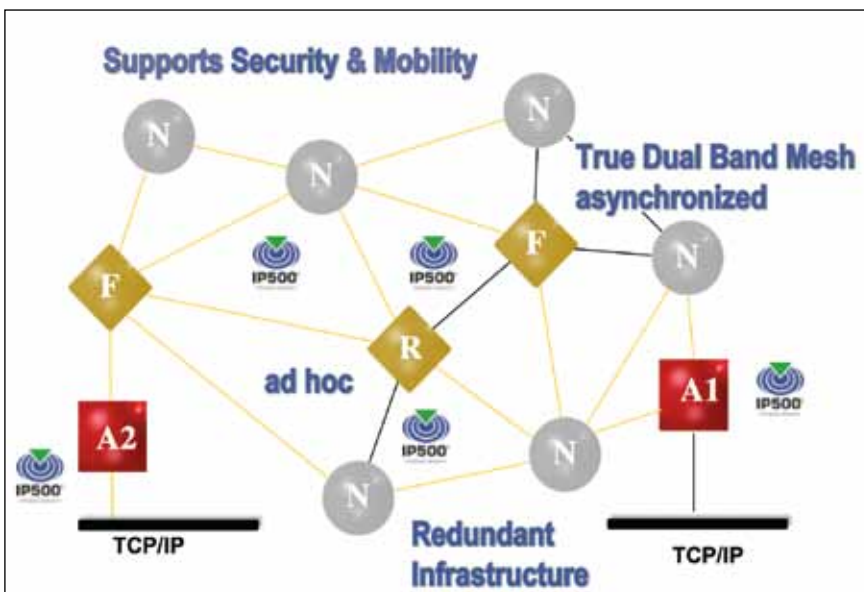 Supports Security & Mobility
N
N
N
True Dual Band Mesh
asynchronized
F
IP500
IP500
N
F
R
ad hoc
A1
IP500
A2
IP500
IP500
N
N
TCP/IP
Redundant
Infrastructure
TCP/IP